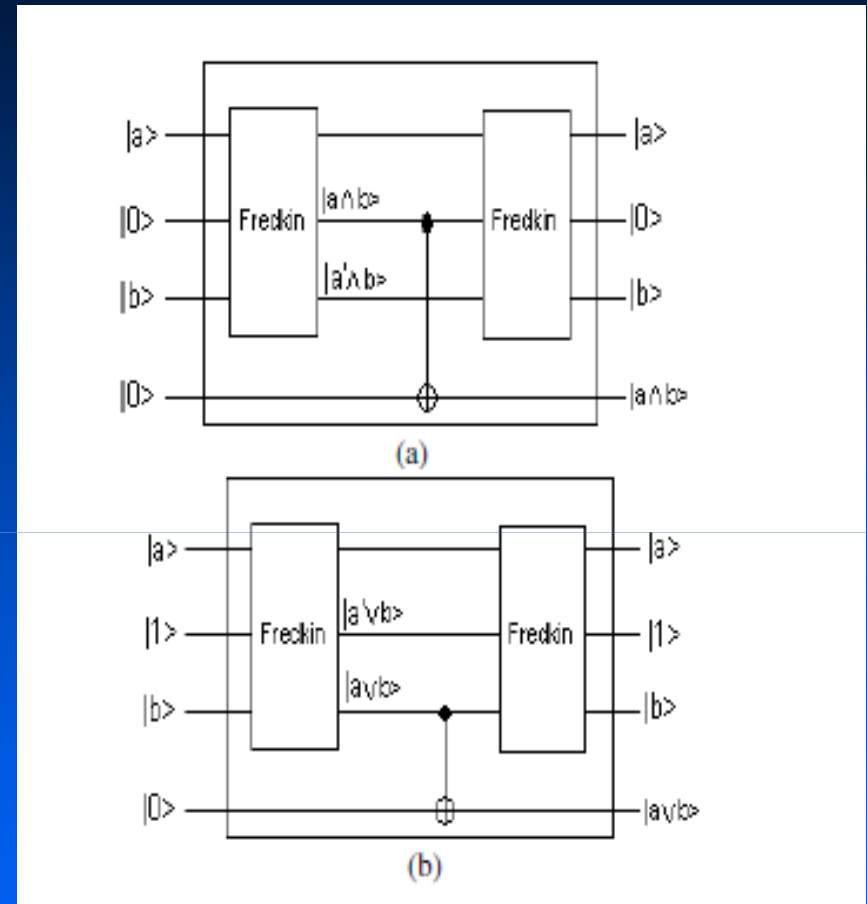 |a> |a>
|a∧b>
|0> Fredkin Fredkin |0>
|a'∧b>
|b> |b>
|0> |a∧b>
(a)
|a> |a>
|a'∨b>
|1> Fredkin Fredkin |1>
|a∨b>
|b> |b>
|0> |a∨b>
(b)